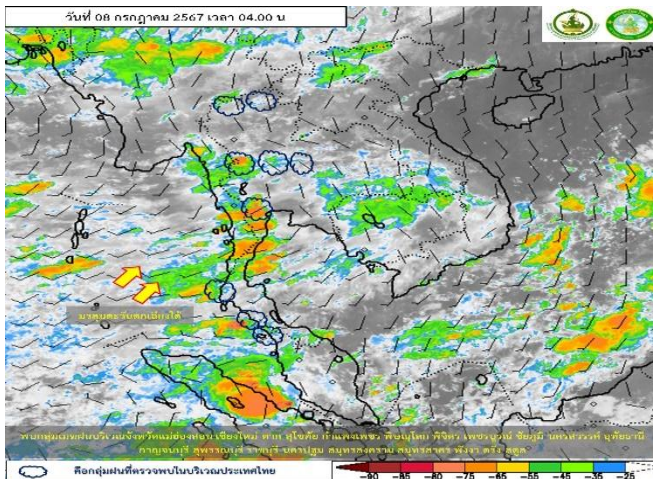 วันที่ 08 กรกฎาคม 2567 เวลา 04.00 น
มรสุมตะวันตกเฉียงใต้
พบกลุ่มเมฆฝนบริเวณจังหวัดแม่ฮ่องสอน เชียงใหม่ ตาก สุโขทัย กำแพงเพชร พิษณุโลก พิจิตร เพชรบูรณ์ ชัยภูมิ นครสวรรค์ อุทัยธานี
กาญจนบุรี สุพรรณบุรี ราชบุรี นครปฐม สมุทรสงคราม สมุทรสาคร พังงา ตรัง สตูล
คือกลุ่มฝนที่ตรวจพบในบริเวณประเทศไทย
-90 -85 -80 -75 -65 -55 -45 -35 -25